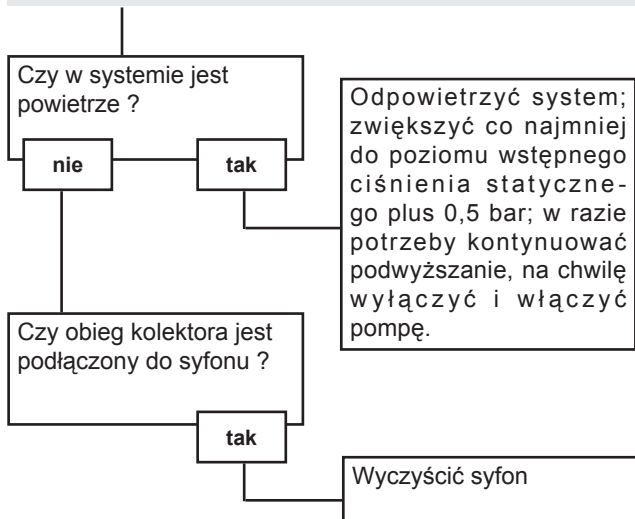 Czy w systemie jest
powietrze ?
nie
tak
Odpowietrzyć system;
zwiększyć co najmniej
do poziomu wstępnego
ciśnienia statyczne-
go plus 0,5 bar; w razie
potrzeby kontynuować
podwyższanie, na chwilę
wyłączyć i włączyć
pompę.
Czy obieg kolektora jest
podłączony do syfonu ?
tak
Wyczyścić syfon